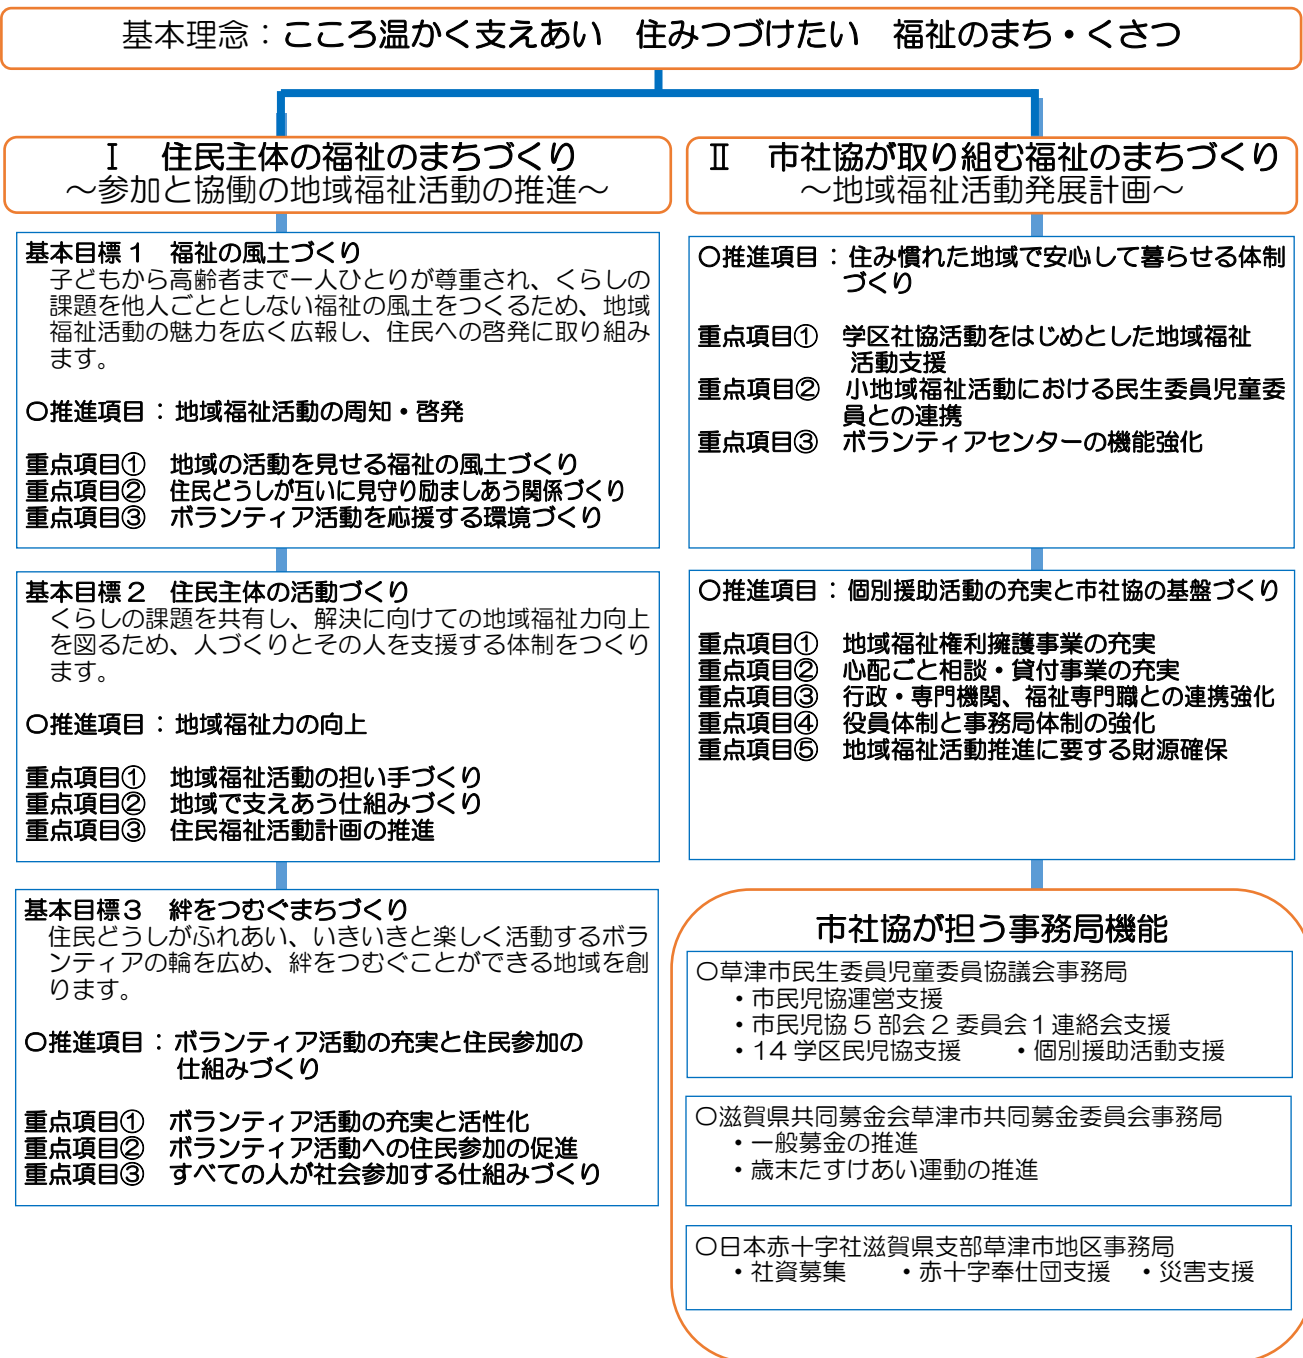 基本理念：こころ温かく支えあい　住みつづけたい　福祉のまち・くさつ
Ⅰ　住民主体の福祉のまちづくり
～参加と協働の地域福祉活動の推進～
基本目標１　福祉の風土づくり
子どもから高齢者まで一人ひとりが尊重され、くらしの
課題を他人ごととしない福祉の風土をつくるため、地域
福祉活動の魅力を広く広報し、住民への啓発に取り組み
ます。
〇推進項目：地域福祉活動の周知・啓発
重点項目①　地域の活動を見せる福祉の風土づくり
重点項目②　住民どうしが互いに見守り励ましあう関係づくり
重点項目③　ボランティア活動を応援する環境づくり
基本目標２　住民主体の活動づくり
くらしの課題を共有し、解決に向けての地域福祉力向上
を図るため、人づくりとその人を支援する体制をつくり
ます。
〇推進項目：地域福祉力の向上
重点項目①　地域福祉活動の担い手づくり
重点項目②　地域で支えあう仕組みづくり
重点項目③　住民福祉活動計画の推進
基本目標３　絆をつむぐまちづくり
住民どうしがふれあい、いきいきと楽しく活動するボラ
ンティアの輪を広め、絆をつむぐことができる地域を創
ります。
〇推進項目：ボランティア活動の充実と住民参加の
仕組みづくり
重点項目①　ボランティア活動の充実と活性化
重点項目②　ボランティア活動への住民参加の促進
重点項目③　すべての人が社会参加する仕組みづくり
Ⅱ　市社協が取り組む福祉のまちづくり
～地域福祉活動発展計画～
〇推進項目：住み慣れた地域で安心して暮らせる体制
づくり
重点項目①　学区社協活動をはじめとした地域福祉
活動支援
重点項目②　小地域福祉活動における民生委員児童委
員との連携
重点項目③　ボランティアセンターの機能強化
〇推進項目：個別援助活動の充実と市社協の基盤づくり
重点項目①　地域福祉権利擁護事業の充実
重点項目②　心配ごと相談・貸付事業の充実
重点項目③　行政・専門機関、福祉専門職との連携強化
重点項目④　役員体制と事務局体制の強化
重点項目⑤　地域福祉活動推進に要する財源確保
市社協が担う事務局機能
〇草津市民生委員児童委員協議会事務局
・市民児協運営支援
・市民児協５部会２委員会１連絡会支援
・14学区民児協支援　　・個別援助活動支援
〇滋賀県共同募金会草津市共同募金委員会事務局
・一般募金の推進
・歳末たすけあい運動の推進
〇日本赤十字社滋賀県支部草津市地区事務局
・社資募集　　・赤十字奉仕団支援　・災害支援